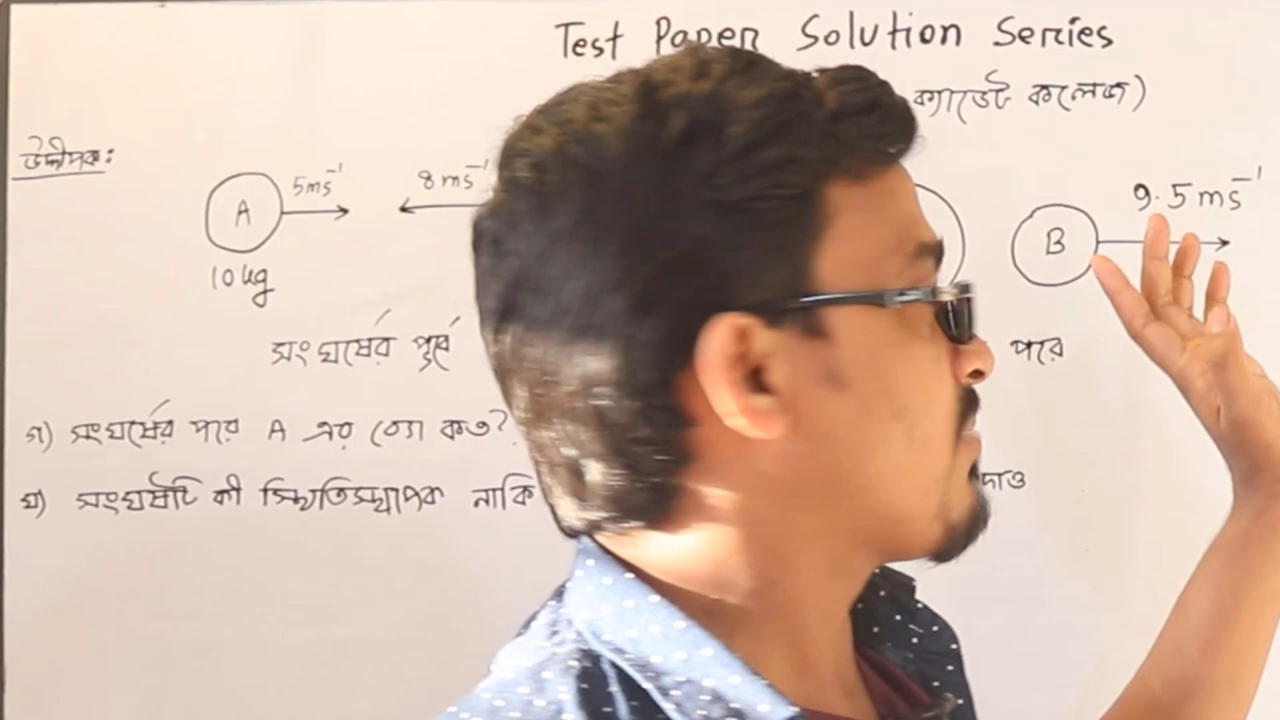 Test Paper Solution Series
ক্যাডেট কলেজ)
উদ্দীপক:
5ms⁻¹
8ms⁻¹
9.5ms⁻¹
A
B
10kg
সংঘর্ষের পূর্বে
পরে
গ) সংঘর্ষের পরে A এর বেগ কত?
ঘ) সংঘর্ষটি কী স্থিতিস্থাপক নাকি
দাও